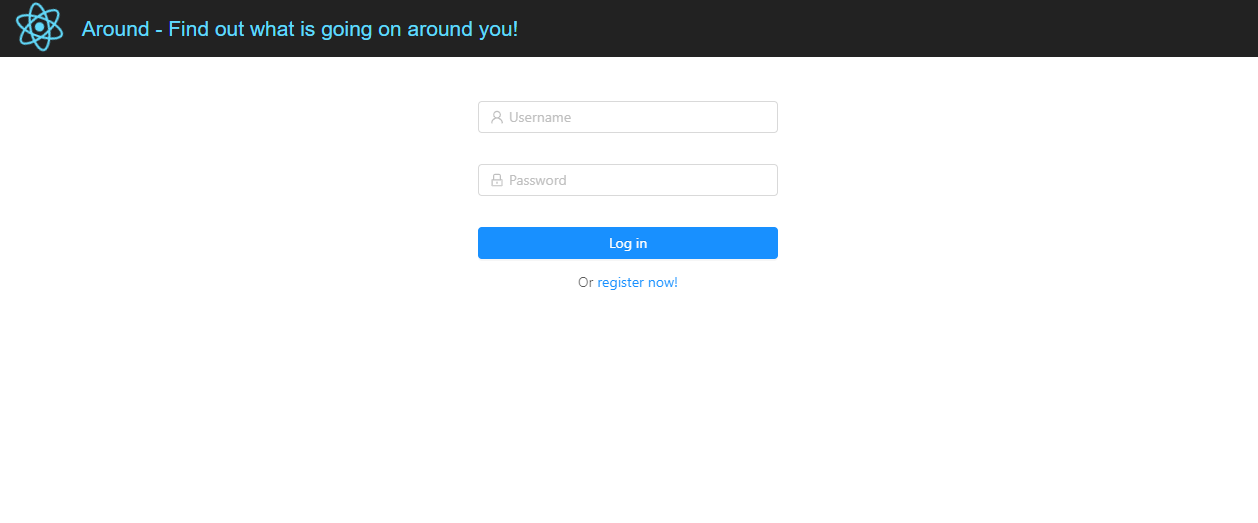 Around - Find out what is going on around you!
Username
Password
Log in
Or register now!